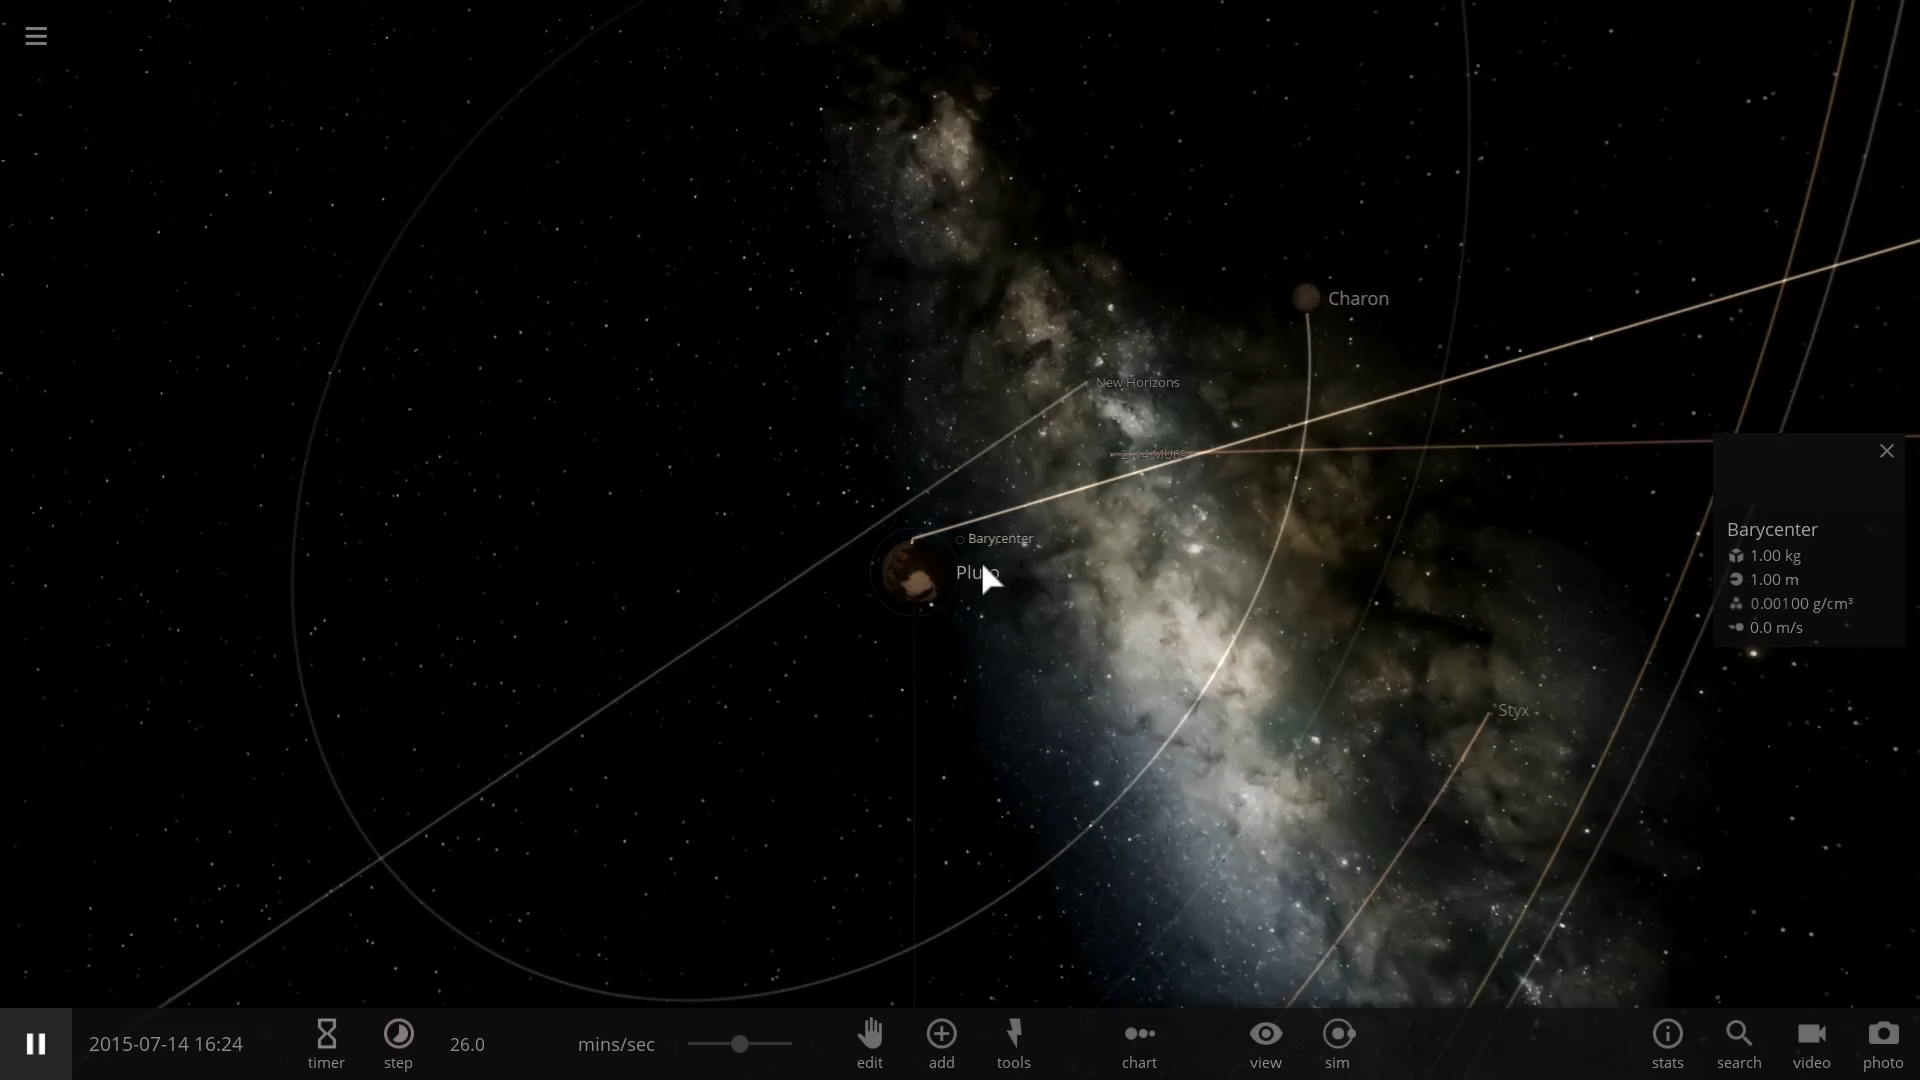 Charon
New Horizons
2014 MU69
Barycenter
Pluto
Barycenter
1.00 kg
1.00 m
0.00100 g/cm³
0.0 m/s
Styx
2015-07-14 16:24
timer
step
26.0
mins/sec
edit
add
tools
chart
view
sim
stats
search
video
photo